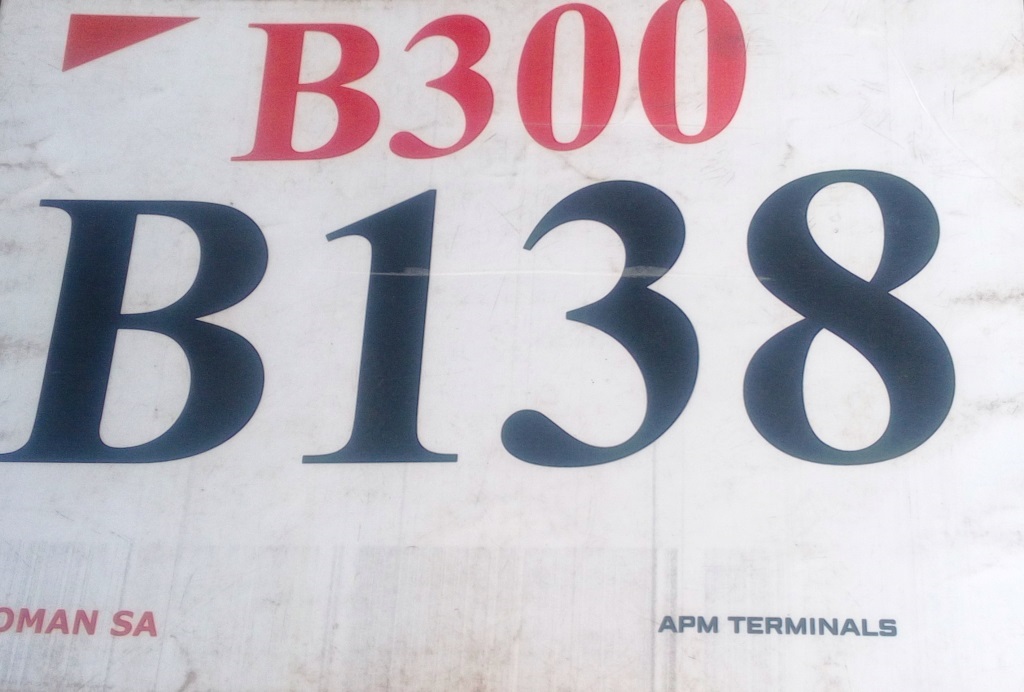 B300
B138
OMAN SA
APM TERMINALS